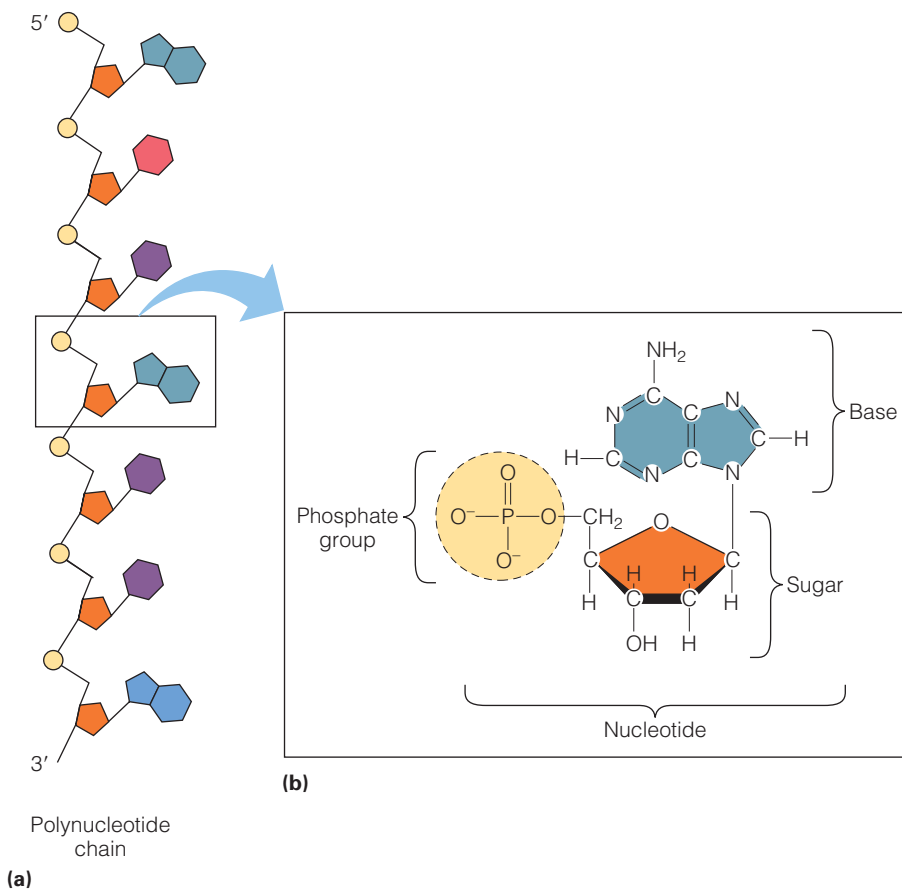 5′
3′
Polynucleotide
chain
(a)
NH₂
C
N
C
N
C—H
H—C
N
C
N
Base
O
O⁻—P—O—CH₂
O⁻
Phosphate
group
O
C
H
H
C
C
C
H
H
OH
H
Sugar
Nucleotide
(b)